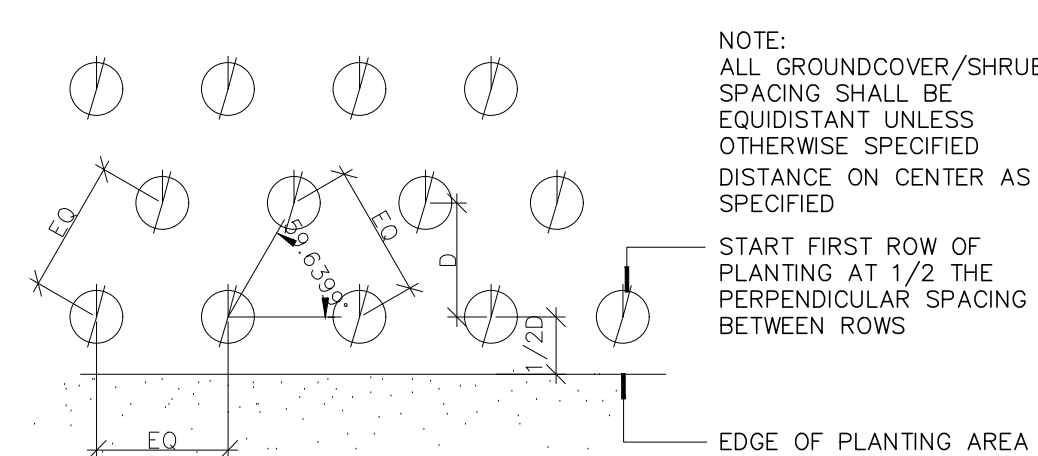 NOTE:
ALL GROUNDCOVER/SHRUB
SPACING SHALL BE
EQUIDISTANT UNLESS
OTHERWISE SPECIFIED
DISTANCE ON CENTER AS
SPECIFIED
START FIRST ROW OF
PLANTING AT 1/2 THE
PERPENDICULAR SPACING
BETWEEN ROWS
EDGE OF PLANTING AREA
EQ
59.6399°
EQ
D
1/2D
EQ